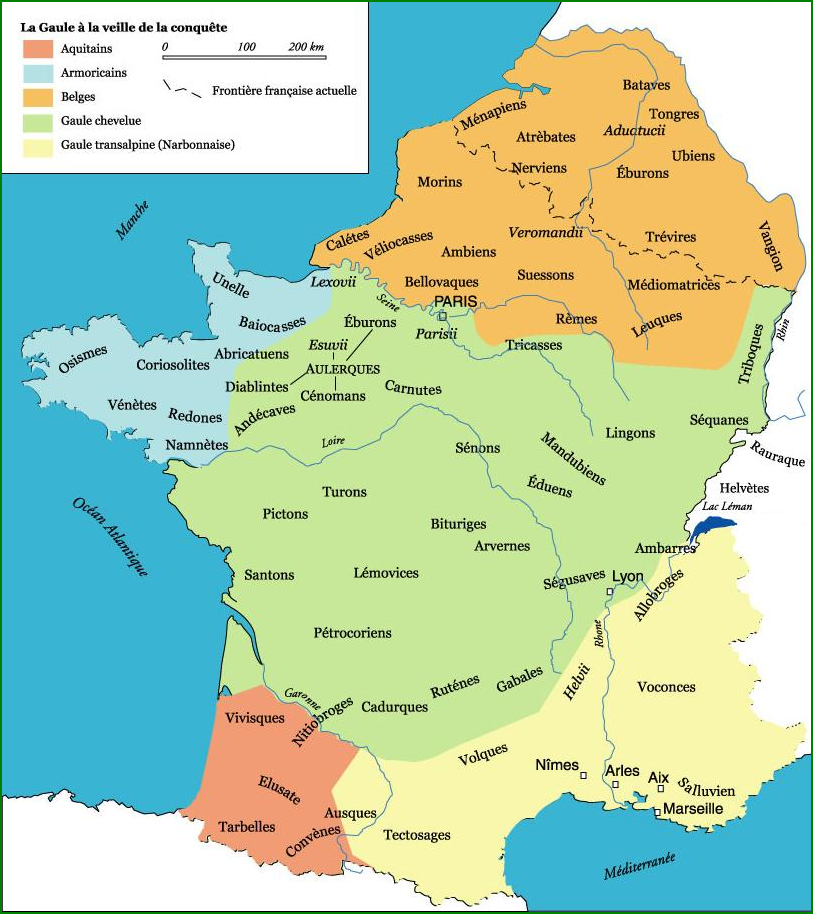 La Gaule à la veille de la conquête
Aquitains
0 100 200 km
Armoricains
Belges
Frontière française actuelle
Gaule chevelue
Gaule transalpine (Narbonnaise)
Bataves
Ménapiens
Tongres
Aductucii
Atrèbates
Ubiens
Nerviens
Éburons
Morins
Manche
Calétes
Véliocasses
Veromandii
Trévires
Vangion
Ambiens
Suessons
Médiomatrices
Bellovaques
Unelle
Lexovii
Seine
PARIS
Baiocasses
Éburons
Parisii
Rèmes
Leuques
Rhin
Triboques
Osismes
Coriosolites
Abricatuens
Esuvii
Tricasses
AULERQUES
Diablintes
Cénomans
Carnutes
Vénètes
Redones
Andécaves
Namnètes
Loire
Sénons
Mandubiens
Lingons
Séquanes
Rauraque
Helvètes
Lac Léman
Éduens
Turons
Pictons
Bituriges
Océan Atlantique
Arvernes
Ambarres
Santons
Lémovices
Ségusaves
Lyon
Allobroges
Pétrocoriens
Rhone
Helvii
Voconces
Garonne
Vivisques
Nitiobroges
Cadurques
Ruténes
Gabales
Volques
Nîmes
Arles
Aix
Salluvien
Marseille
Elusate
Ausques
Tarbelles
Convènes
Tectosages
Méditerranée